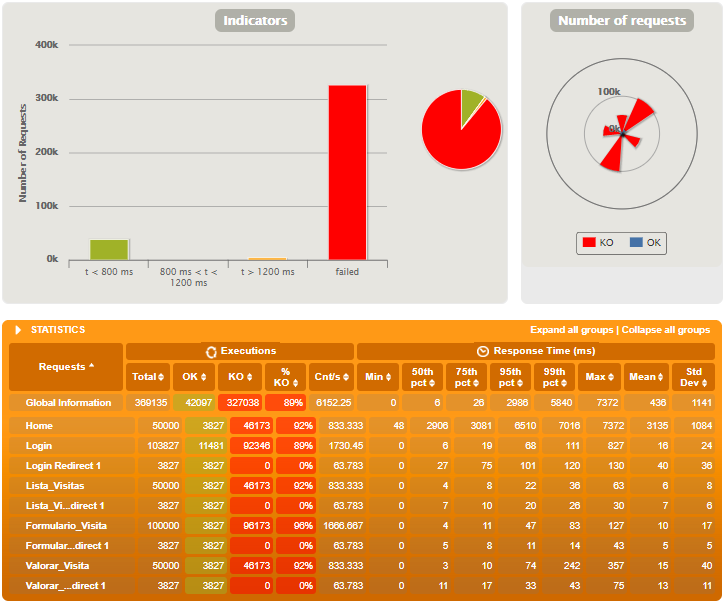 Indicators
Number of Requests
400k
300k
200k
100k
0k
t < 800 ms
800 ms < t <
1200 ms
t > 1200 ms
failed
Number of requests
100k
0k
KO OK
STATISTICS Expand all groups | Collapse all groups
Requests Executions Response Time (ms)
Total OK KO % KO Cnt/s Min 50th pct 75th pct 95th pct 99th pct Max Mean Std Dev
Global Information 369135 42097 327038 89% 6152.25 0 6 26 2986 5840 7372 436 1141
Home 50000 3827 46173 92% 833.333 48 2906 3081 6510 7016 7372 3135 1084
Login 103827 11481 92346 89% 1730.45 0 6 19 68 111 827 16 24
Login Redirect 1 3827 3827 0 0% 63.783 0 27 75 101 120 130 40 36
Lista_Visitas 50000 3827 46173 92% 833.333 0 4 8 22 36 63 6 8
Lista_Vi...direct 1 3827 3827 0 0% 63.783 0 7 10 20 26 30 7 6
Formulario_Visita 100000 3827 96173 96% 1666.667 0 4 11 47 83 127 10 17
Formular...direct 1 3827 3827 0 0% 63.783 0 5 8 11 14 43 5 5
Valorar_Visita 50000 3827 46173 92% 833.333 0 3 10 74 242 357 15 40
Valorar_...direct 1 3827 3827 0 0% 63.783 0 11 17 33 43 75 13 11